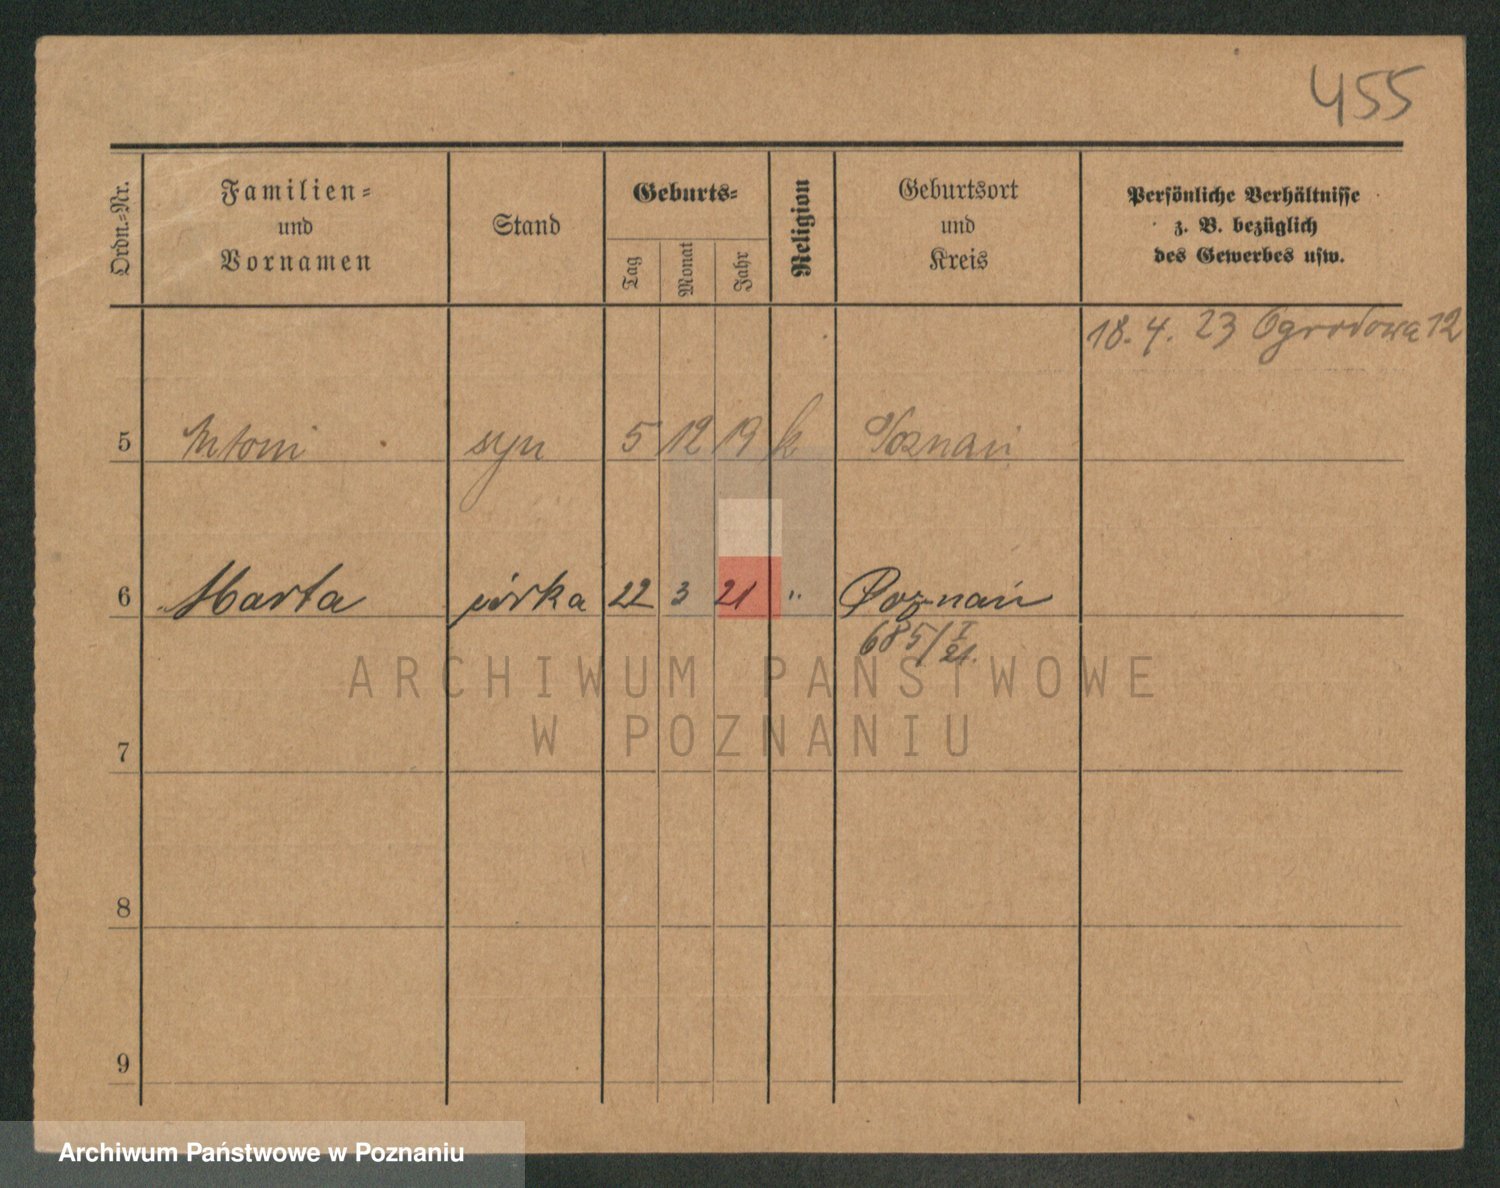 455
Ordn.=Nr.
Familien=
und
Vornamen
Stand
Geburts=
Tag
Monat
Jahr
Religion
Geburtsort
und
Kreis
Persönliche Verhältnisse
z. B. bezüglich
des Gewerbes usw.
18. 4. 23 Ogrodowa 12
5 Antoni syn 5 12 19 k Poznań
6 Marta córka 22 3 21 " Poznań
685/I 21.
ARCHIWUM PAŃSTWOWE
W POZNANIU
7
8
9
Archiwum Państwowe w Poznaniu